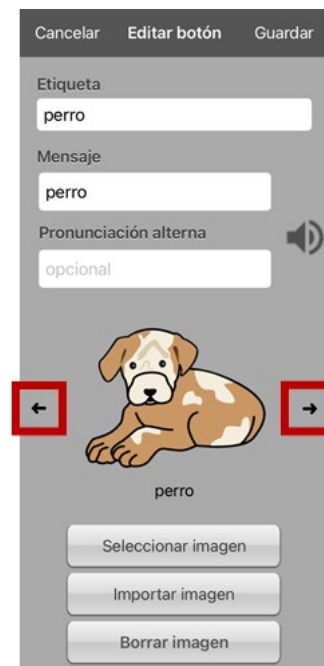 Cancelar Editar botón Guardar
Etiqueta
perro
Mensaje
perro
Pronunciación alterna
opcional
perro
Seleccionar imagen
Importar imagen
Borrar imagen